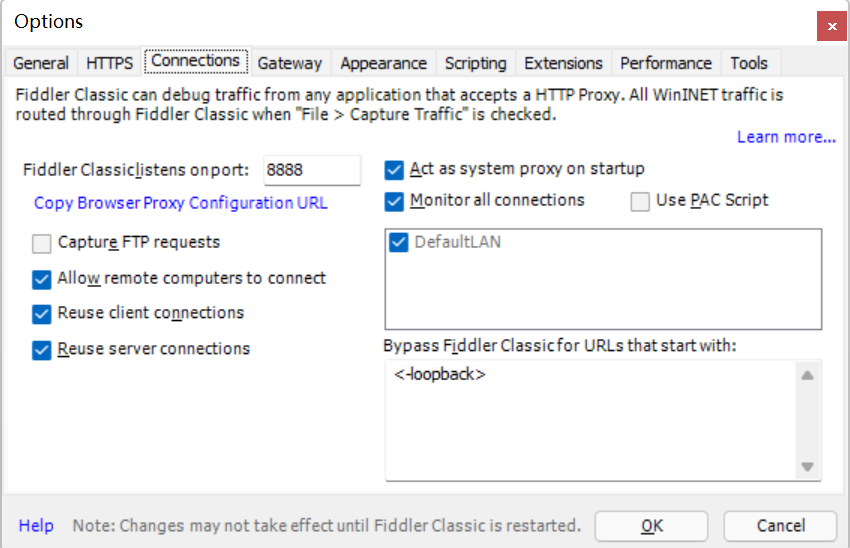 Options
General HTTPS Connections Gateway Appearance Scripting Extensions Performance Tools
Fiddler Classic can debug traffic from any application that accepts a HTTP Proxy. All WinINET traffic is
routed through Fiddler Classic when "File > Capture Traffic" is checked.
Learn more...
Fiddler Classic listens on port: 8888
Copy Browser Proxy Configuration URL
Capture FTP requests
Allow remote computers to connect
Reuse client connections
Reuse server connections
Act as system proxy on startup
Monitor all connections Use PAC Script
DefaultLAN
Bypass Fiddler Classic for URLs that start with:
<-loopback>
Help Note: Changes may not take effect until Fiddler Classic is restarted. OK Cancel